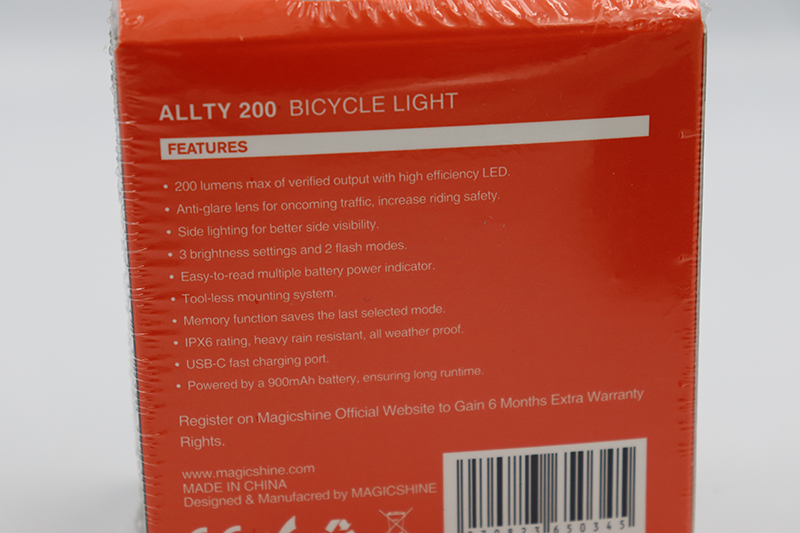 ALLTY 200 BICYCLE LIGHT
FEATURES
• 200 lumens max of verified output with high efficiency LED.
• Anti-glare lens for oncoming traffic, increase riding safety.
• Side lighting for better side visibility.
• 3 brightness settings and 2 flash modes.
• Easy-to-read multiple battery power indicator.
• Tool-less mounting system.
• Memory function saves the last selected mode.
• IPX6 rating, heavy rain resistant, all weather proof.
• USB-C fast charging port.
• Powered by a 900mAh battery, ensuring long runtime.
Register on Magicshine Official Website to Gain 6 Months Extra Warranty
Rights.
www.magicshine.com
MADE IN CHINA
Designed & Manufacred by MAGICSHINE
650345